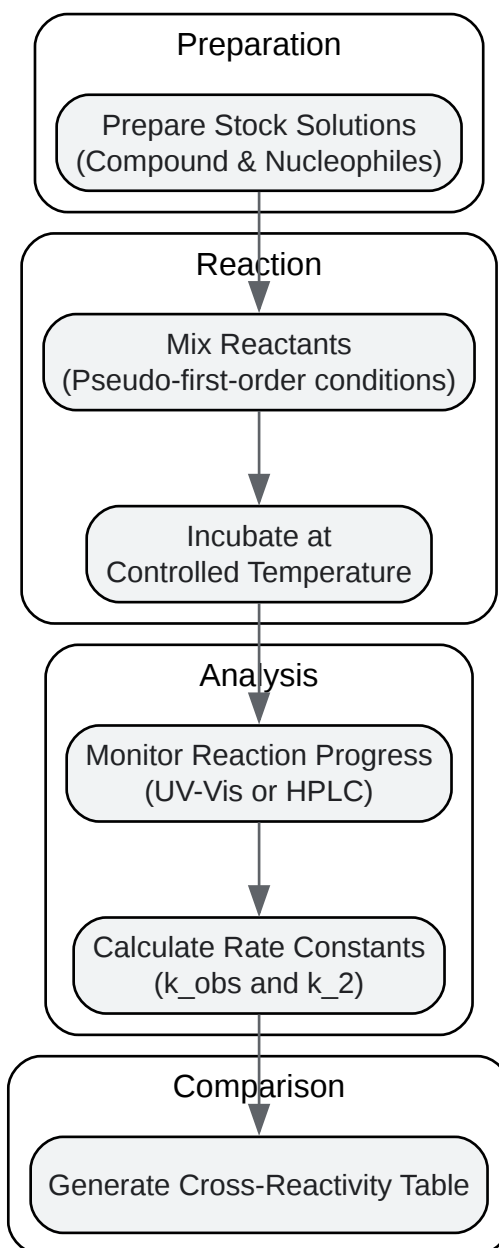 Preparation
Prepare Stock Solutions
(Compound & Nucleophiles)
Reaction
Mix Reactants
(Pseudo-first-order conditions)
Incubate at
Controlled Temperature
Analysis
Monitor Reaction Progress
(UV-Vis or HPLC)
Calculate Rate Constants
(k_obs and k_2)
Comparison
Generate Cross-Reactivity Table